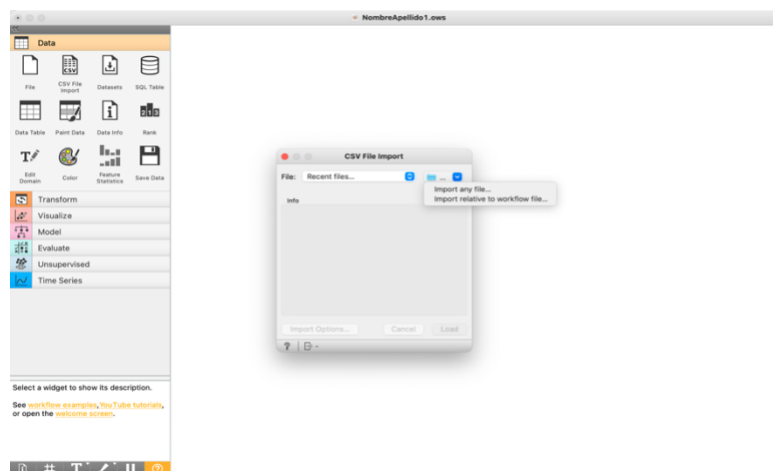 NombreApellido1.ows
Data
File
CSV File Import
Datasets
SQL Table
Data Table
Paint Data
Data Info
Rank
Edit Domain
Color
Feature Statistics
Save Data
Transform
Visualize
Model
Evaluate
Unsupervised
Time Series
CSV File Import
File: Recent files...
...
Import any file...
Import relative to workflow file...
Info
Import Options...
Cancel
Load
?
Select a widget to show its description.
See workflow examples, YouTube tutorials,
or open the welcome screen.